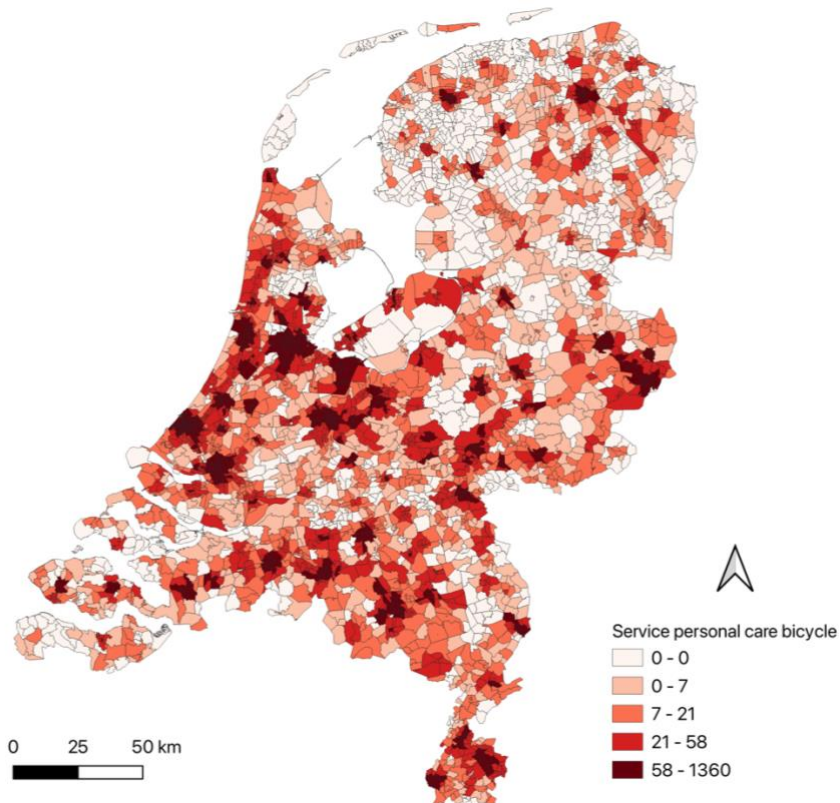 Service personal care bicycle
0 - 0
0 - 7
7 - 21
21 - 58
58 - 1360
0 25 50 km